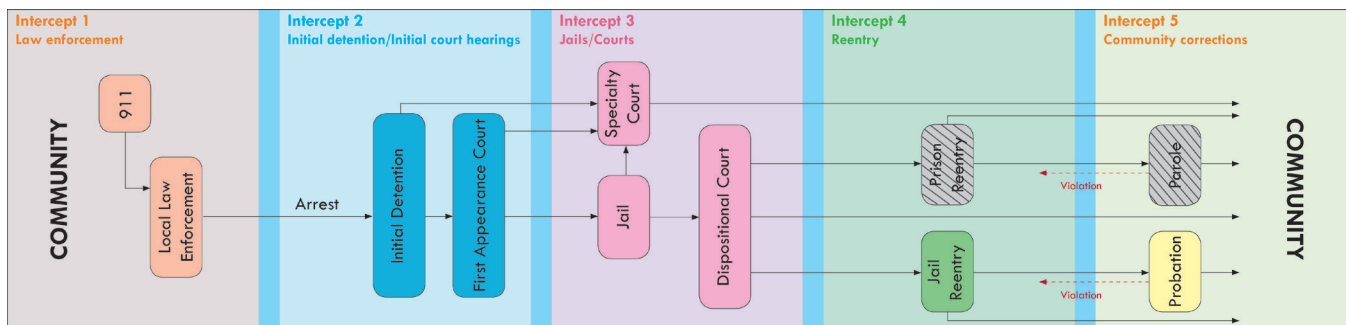 Intercept 1
Law enforcement
Intercept 2
Initial detention/Initial court hearings
Intercept 3
Jails/Courts
Intercept 4
Reentry
Intercept 5
Community corrections
COMMUNITY
911
Local Law
Enforcement
Arrest
Initial Detention
First Appearance Court
Specialty
Court
Jail
Dispositional Court
Prison
Reentry
Jail
Reentry
Violation
Violation
Parole
Probation
COMMUNITY